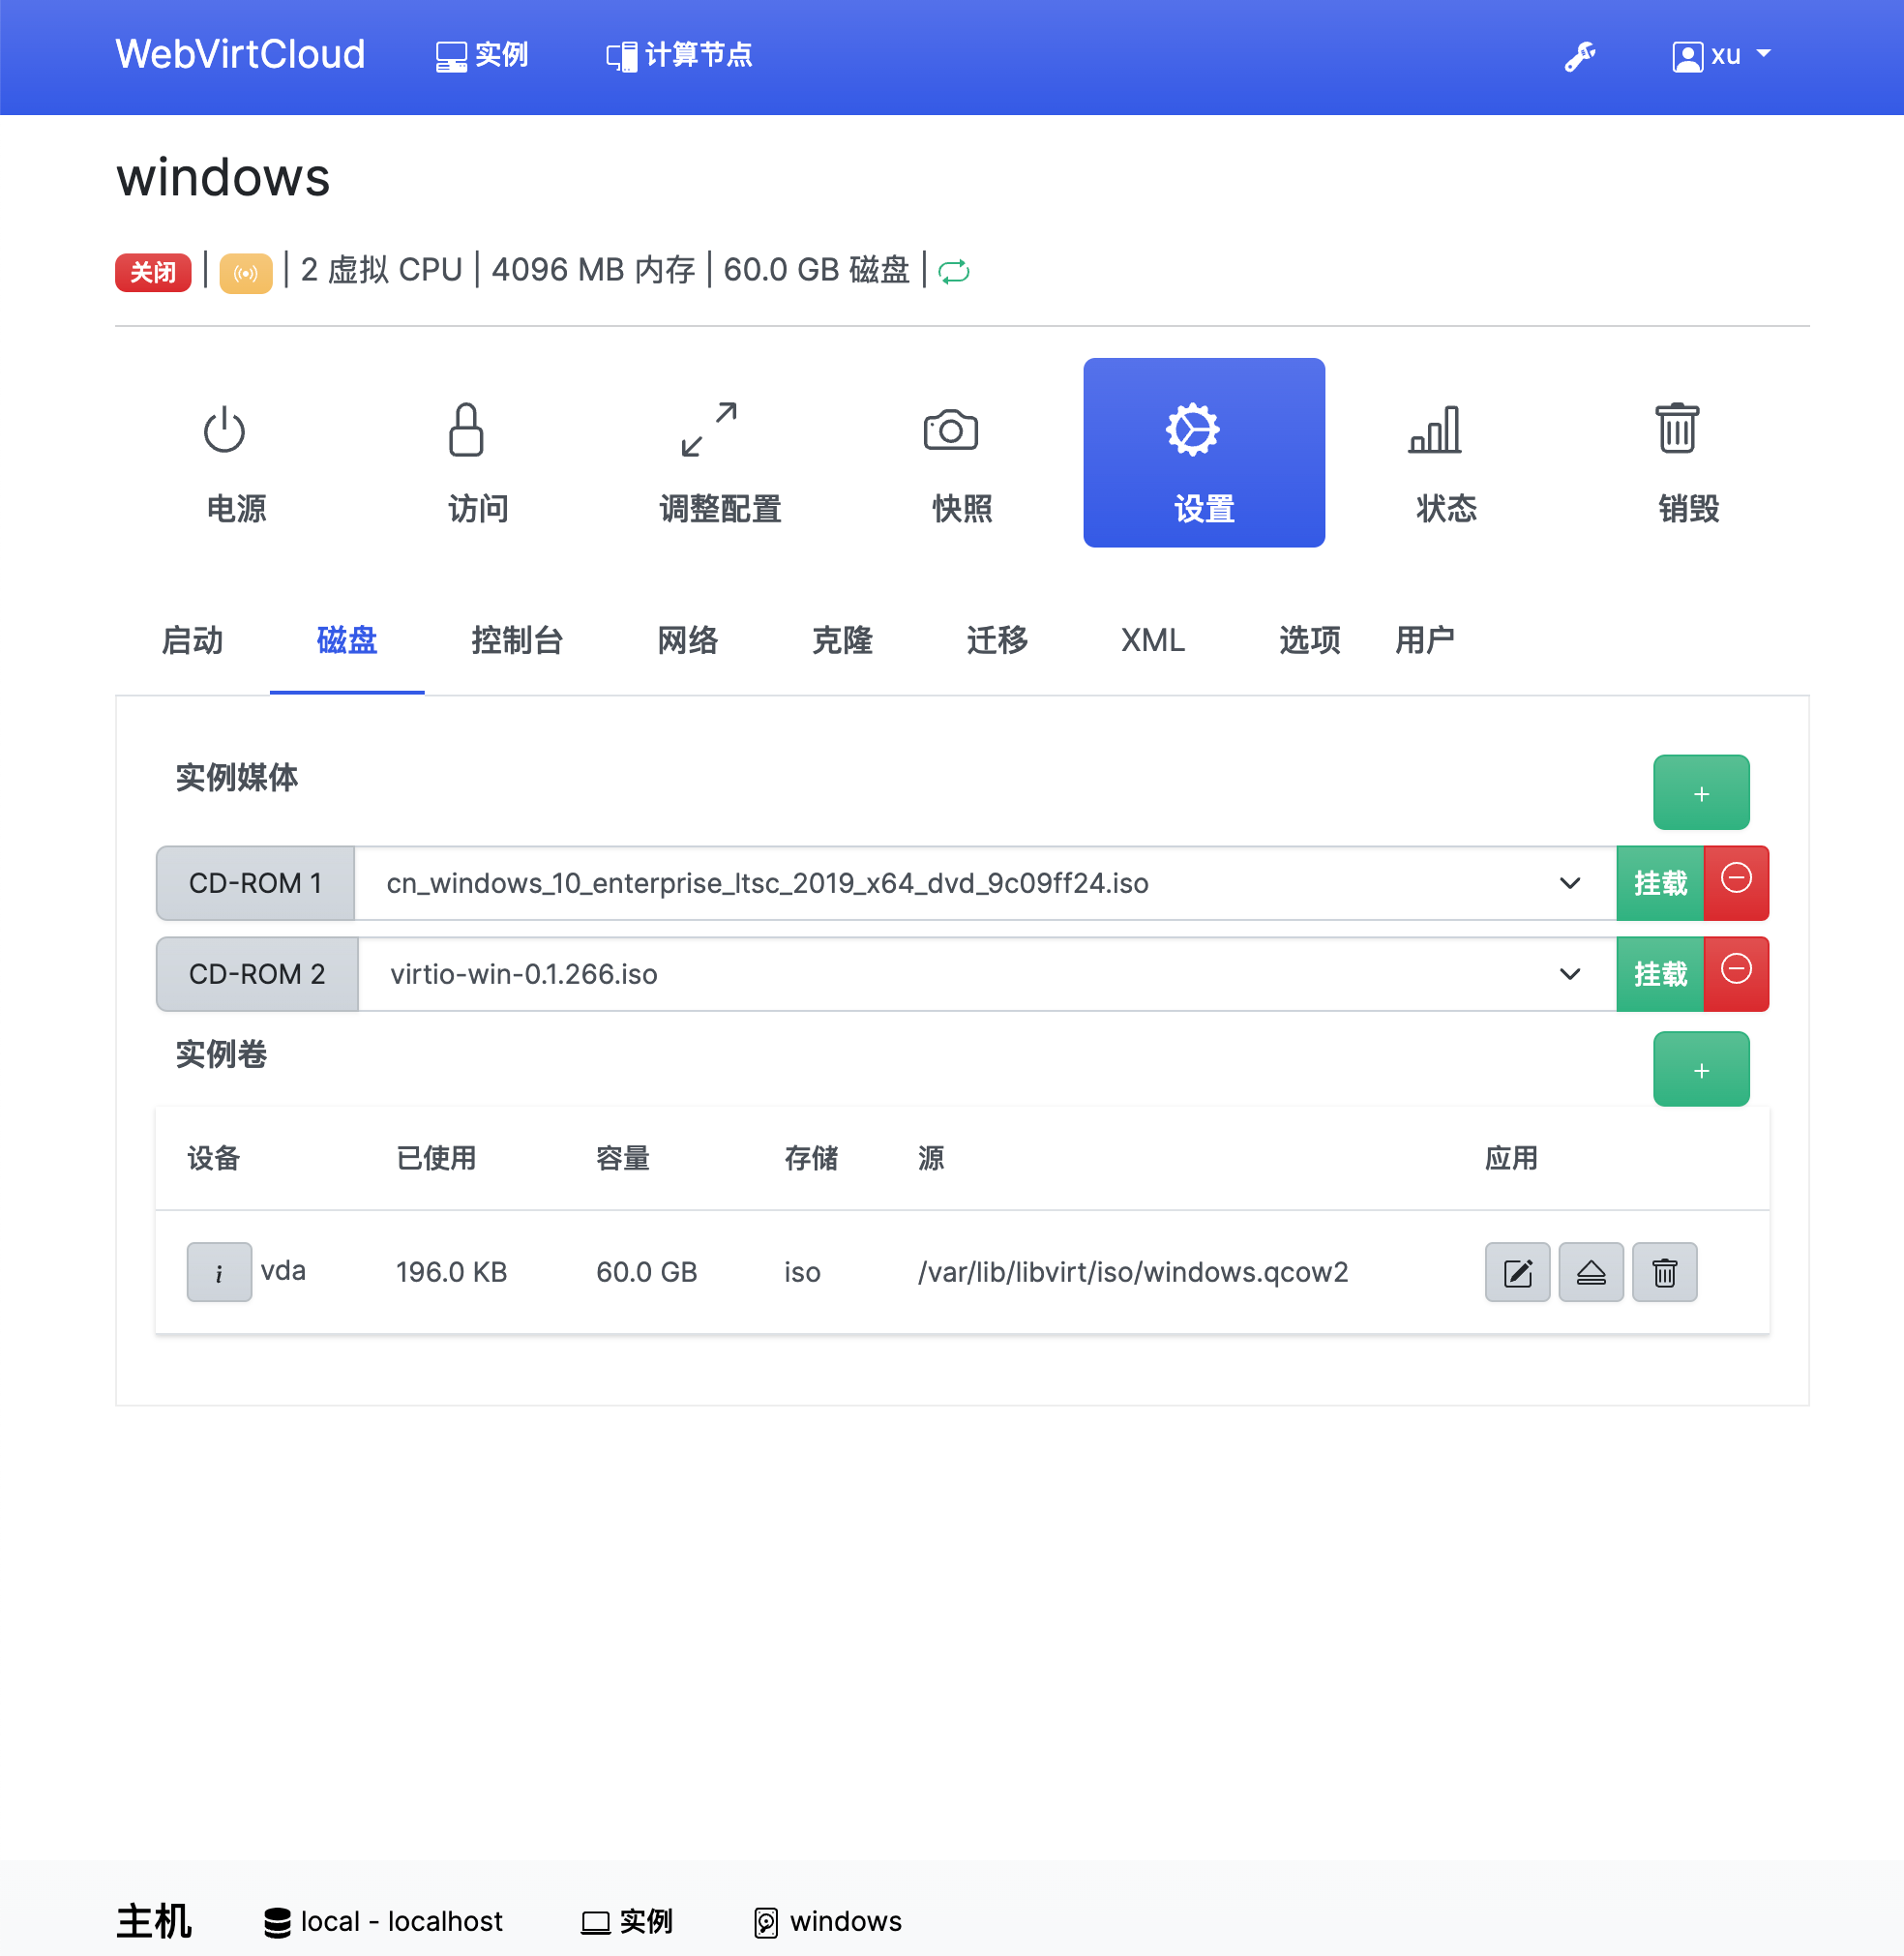 WebVirtCloud 实例 计算节点 xu
windows
关闭 | | 2 虚拟 CPU | 4096 MB 内存 | 60.0 GB 磁盘 |
电源 访问 调整配置 快照 设置 状态 销毁
启动 磁盘 控制台 网络 克隆 迁移 XML 选项 用户
实例媒体 +
CD-ROM 1 cn_windows_10_enterprise_ltsc_2019_x64_dvd_9c09ff24.iso 挂载
CD-ROM 2 virtio-win-0.1.266.iso 挂载
实例卷 +
设备 已使用 容量 存储 源 应用
i vda 196.0 KB 60.0 GB iso /var/lib/libvirt/iso/windows.qcow2
主机 local - localhost 实例 windows